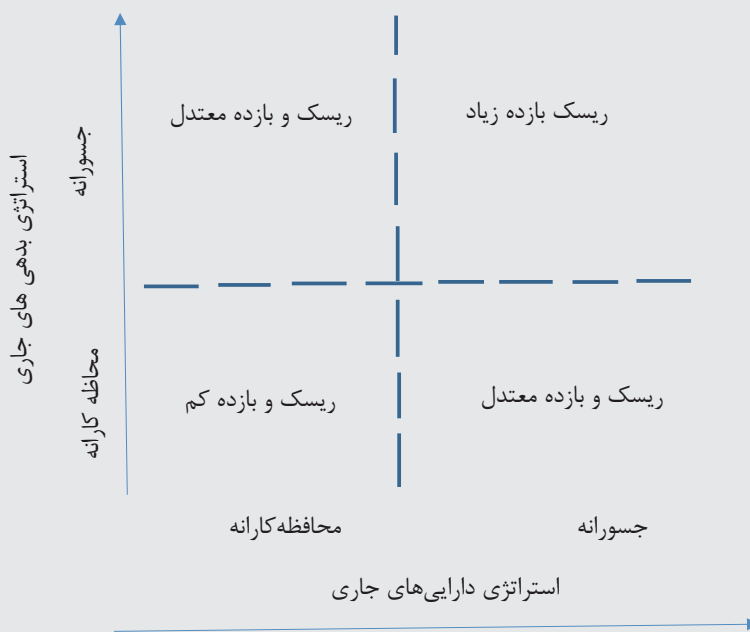 ریسک بازده زیاد
ریسک و بازده معتدل
جسورانه
استراتژی بدهی های جاری
ریسک و بازده معتدل
ریسک و بازده کم
محاظه کارانه
جسورانه
محافظه‌کارانه
استراتژی دارایی‌های جاری